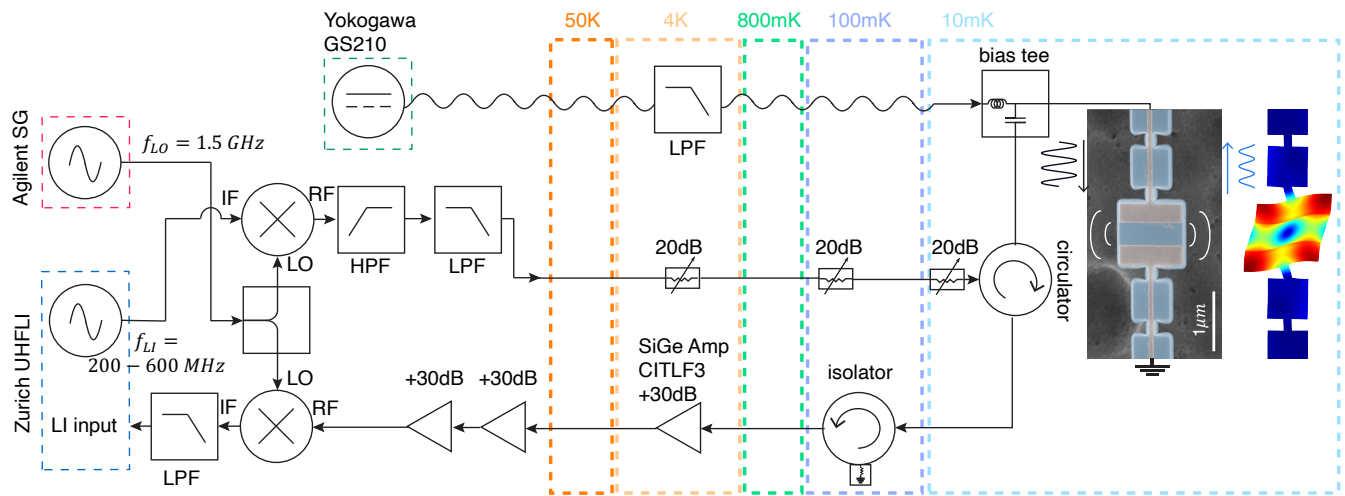 Yokogawa
GS210
50K
4K
800mK
100mK
10mK
bias tee
LPF
Agilent SG
f_LO = 1.5 GHz
IF
RF
LO
HPF
LPF
20dB
20dB
20dB
circulator
1μm
Zurich UHFLI
f_LI =
200 − 600 MHz
LO
IF
RF
LI input
LPF
+30dB
+30dB
SiGe Amp
CITLF3
+30dB
isolator